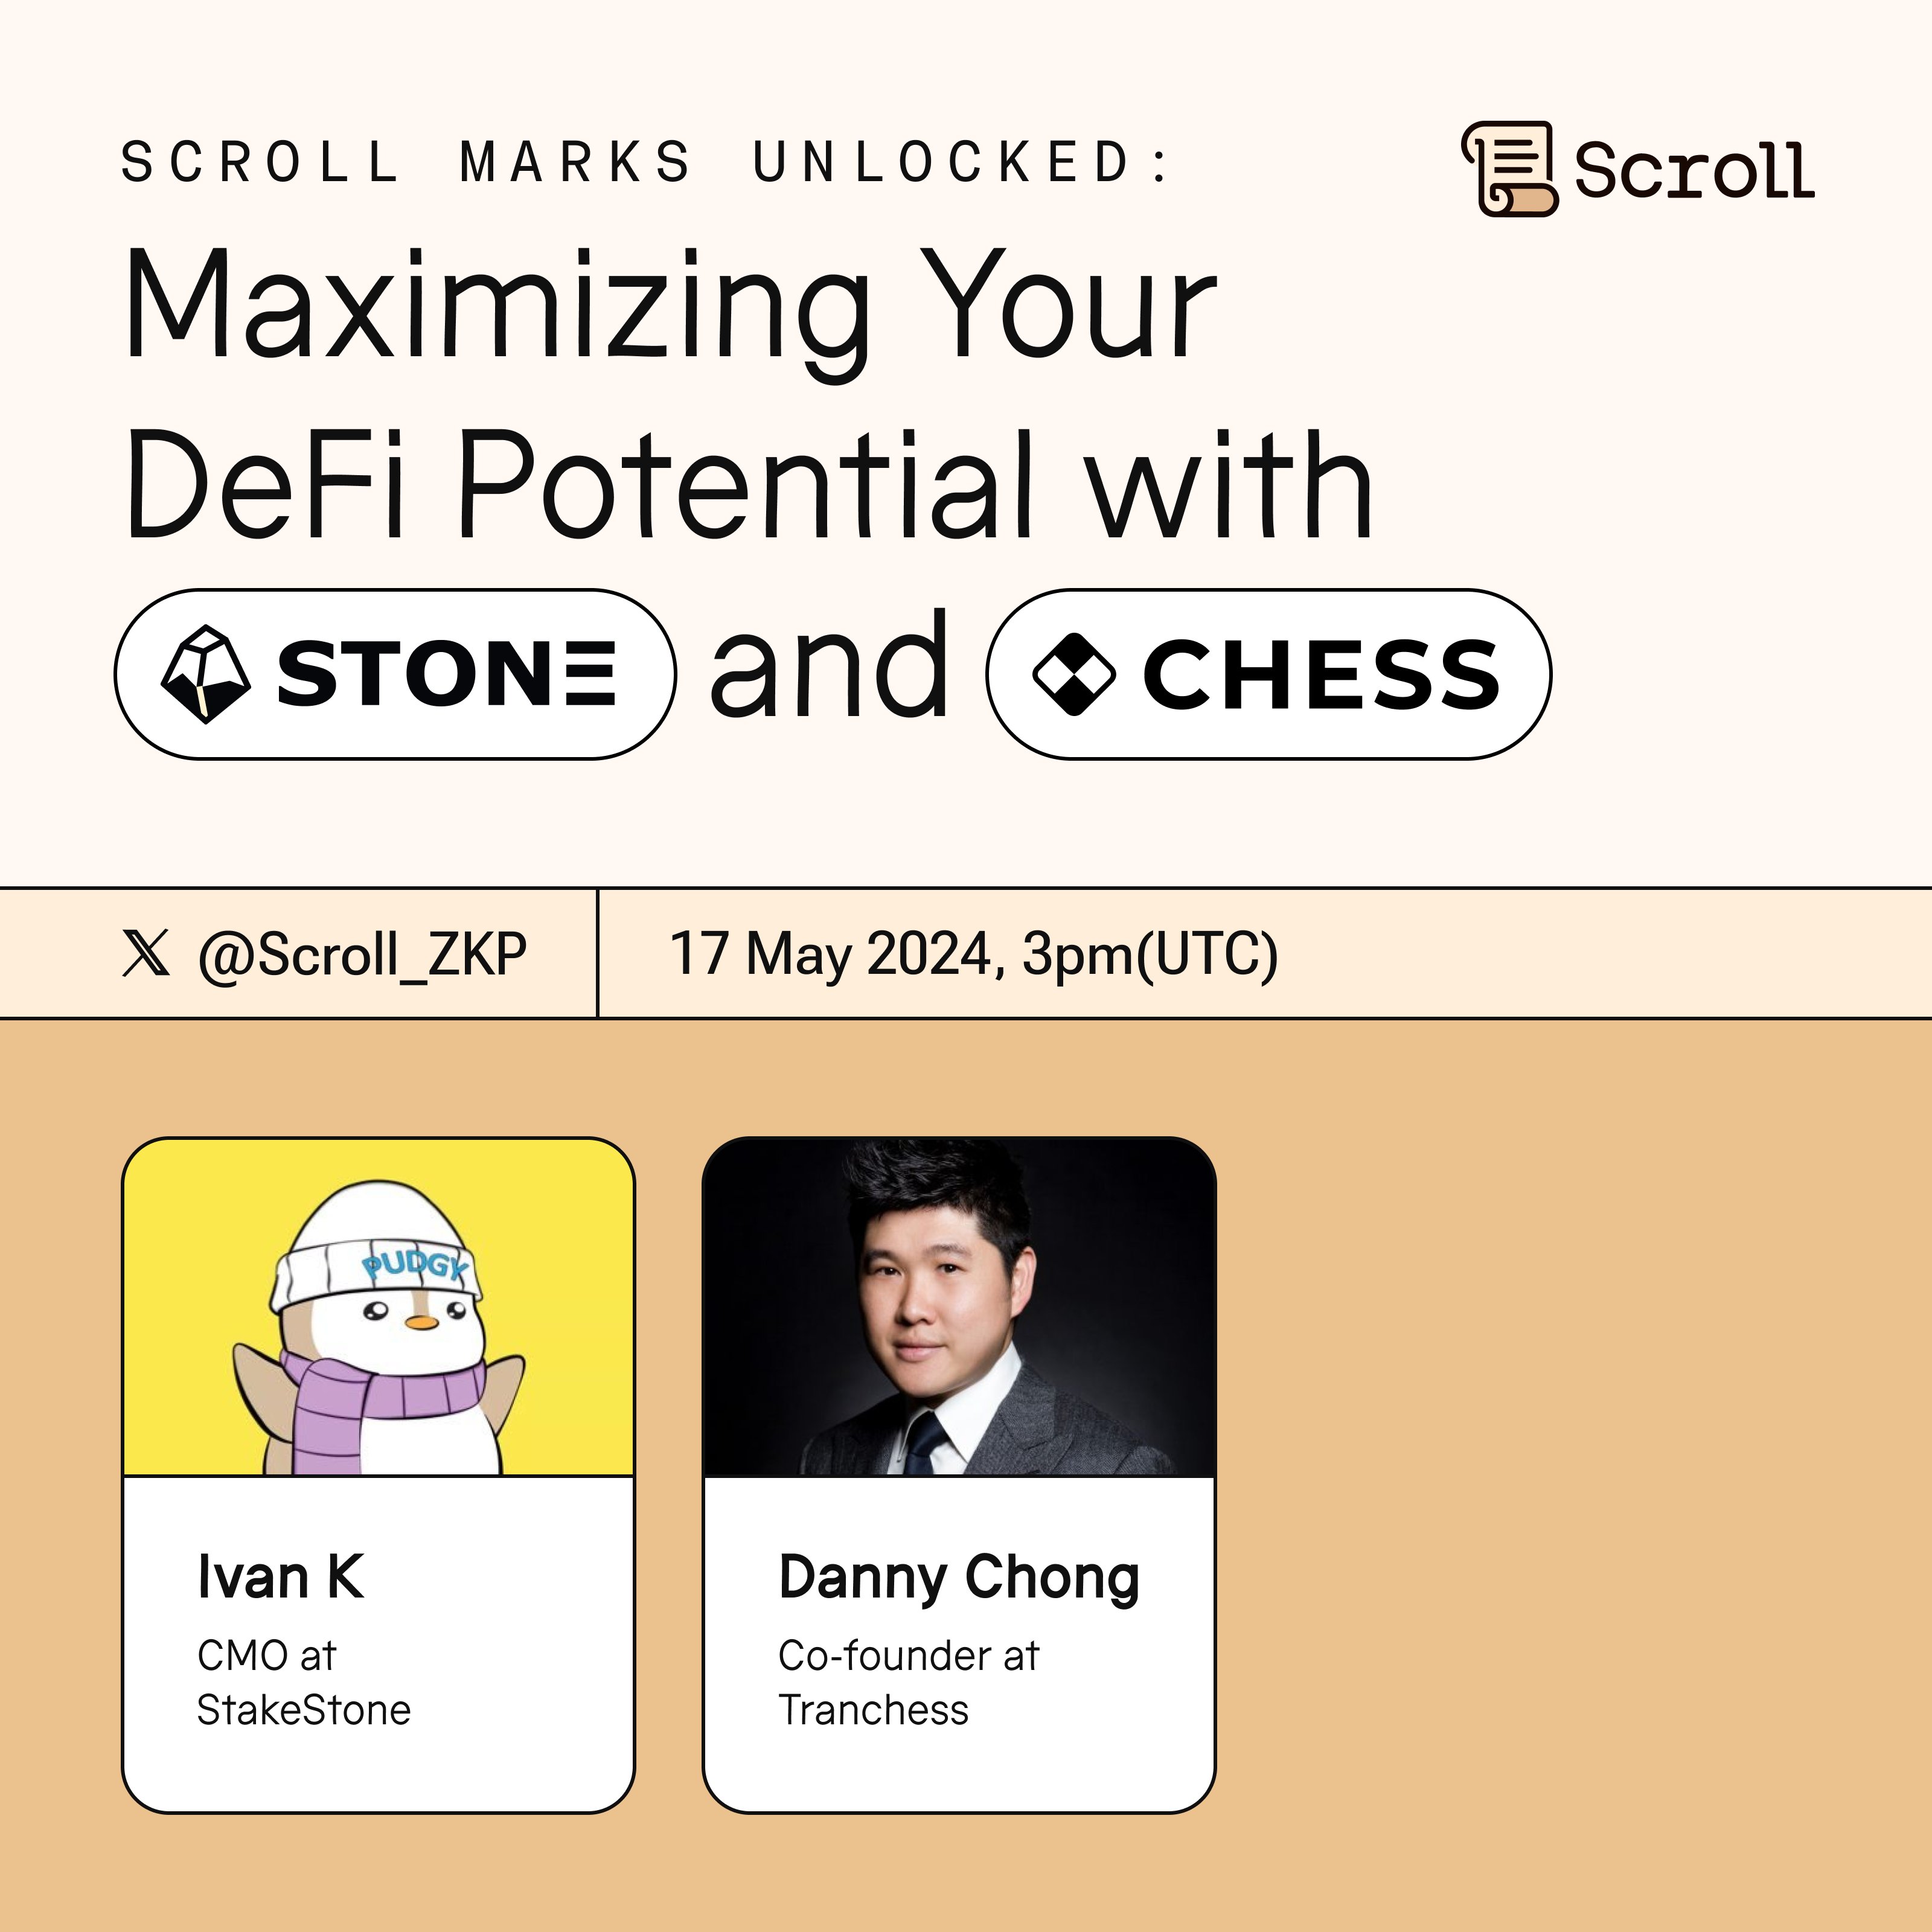 SCROLL MARKS UNLOCKED:
Scroll
Maximizing Your
DeFi Potential with
STONE and CHESS
𝕏 @Scroll_ZKP
17 May 2024, 3pm(UTC)
PUDGY
Ivan K
CMO at
StakeStone
Danny Chong
Co-founder at
Tranchess